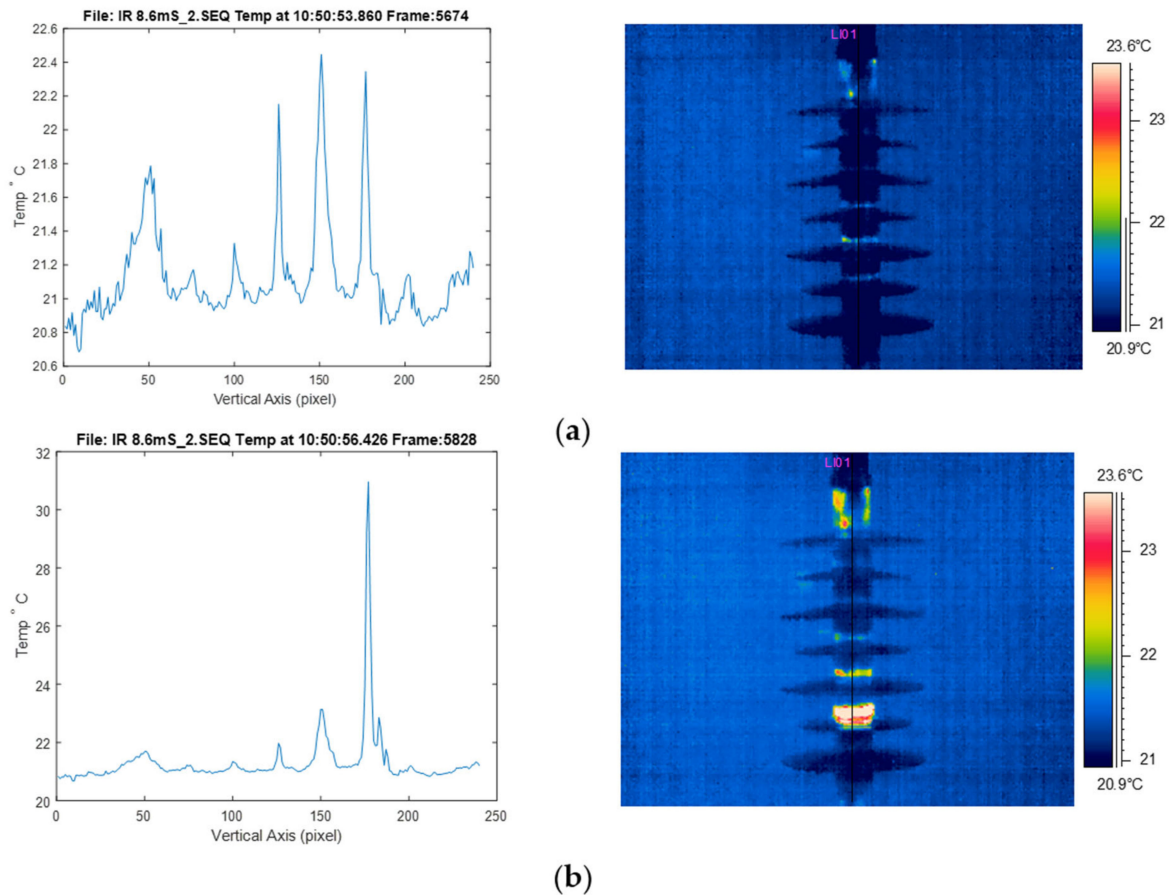 File: IR 8.6mS_2.SEQ Temp at 10:50:53.860 Frame:5674
22.6
22.4
22.2
22
21.8
21.6
21.4
21.2
21
20.8
20.6
Temp ° C
0
50
100
150
200
250
Vertical Axis (pixel)
LI01
23.6°C
23
22
21
20.9°C
(a)
File: IR 8.6mS_2.SEQ Temp at 10:50:56.426 Frame:5828
32
30
28
26
24
22
20
Temp ° C
0
50
100
150
200
250
Vertical Axis (pixel)
LI01
23.6°C
23
22
21
20.9°C
(b)